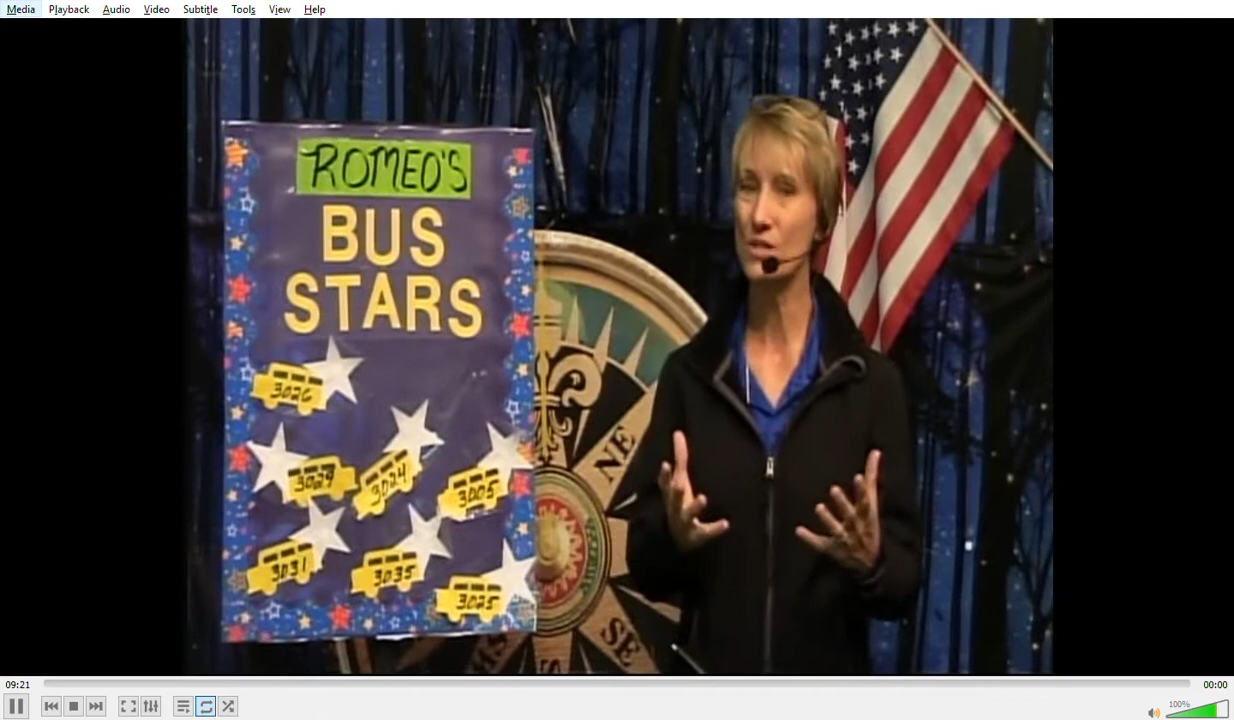 Media Playback Audio Video Subtitle Tools View Help
ROMEO'S
BUS
STARS
3026
3029
3024
3005
3031
3035
3025
NE
SE
09:21
00:00
100%